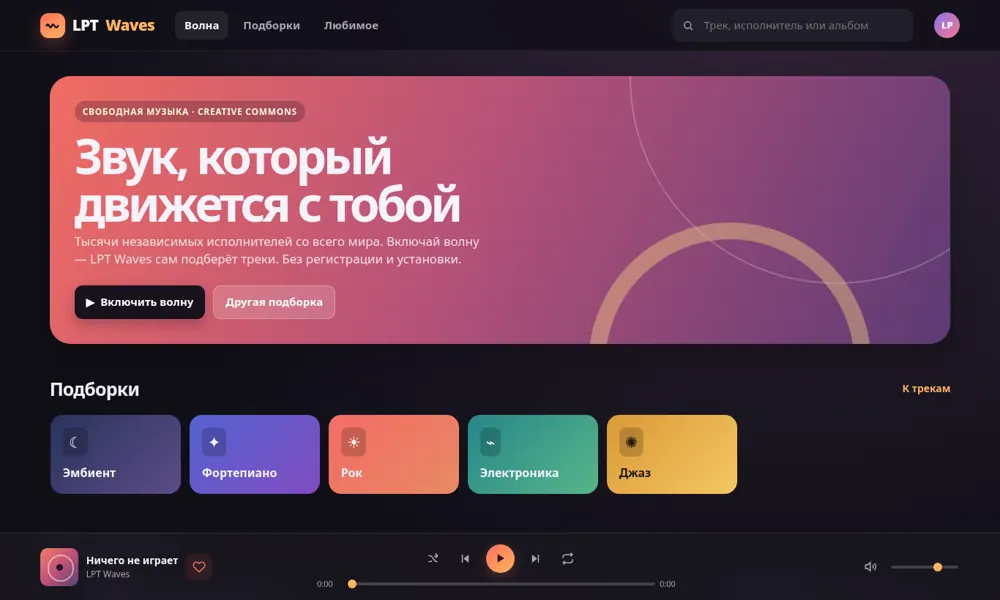 LPT Waves
Волна
Подборки
Любимое
Трек, исполнитель или альбом
LP
СВОБОДНАЯ МУЗЫКА · CREATIVE COMMONS
Звук, который
движется с тобой
Тысячи независимых исполнителей со всего мира. Включай волну
— LPT Waves сам подберёт треки. Без регистрации и установки.
Включить волну
Другая подборка
Подборки
К трекам
Эмбиент
Фортепиано
Рок
Электроника
Джаз
Ничего не играет
LPT Waves
0:00
0:00